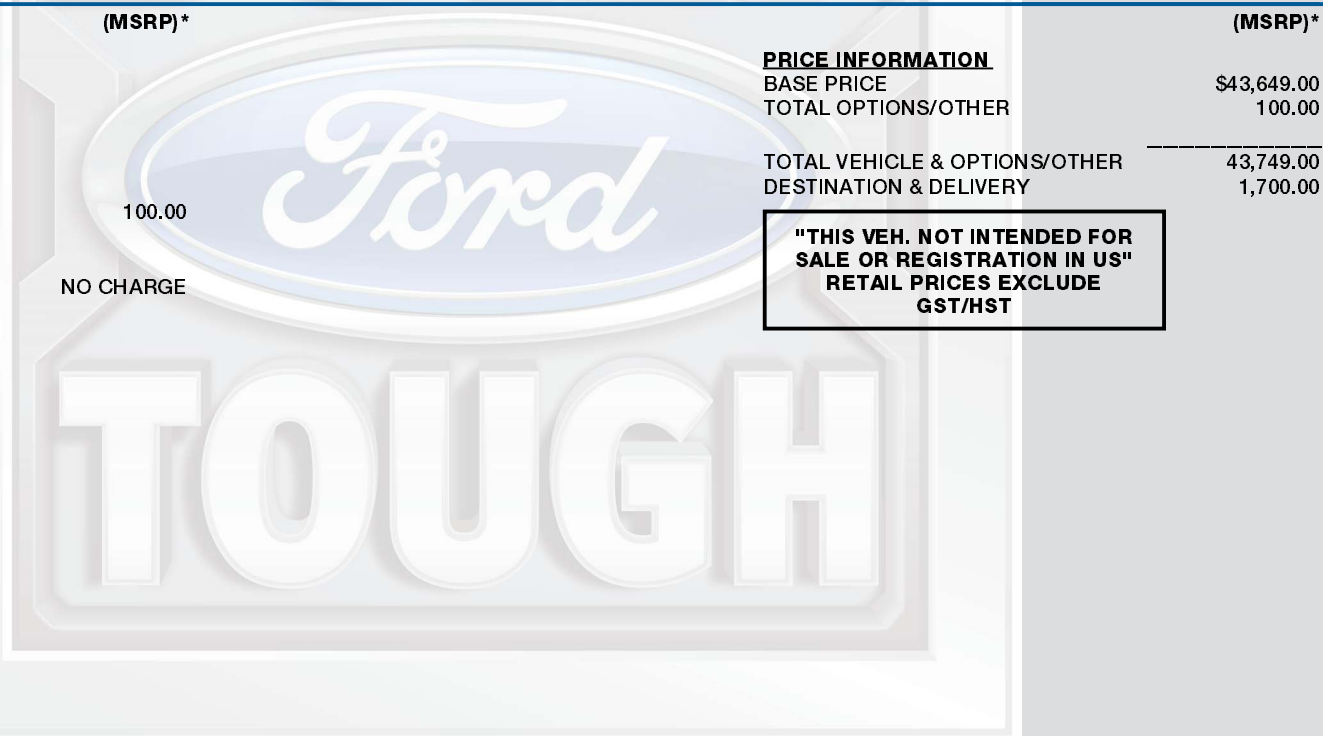 (MSRP)*
(MSRP)*
PRICE INFORMATION
BASE PRICE $43,649.00
TOTAL OPTIONS/OTHER 100.00
TOTAL VEHICLE & OPTIONS/OTHER 43,749.00
DESTINATION & DELIVERY 1,700.00
100.00
NO CHARGE
"THIS VEH. NOT INTENDED FOR
SALE OR REGISTRATION IN US"
RETAIL PRICES EXCLUDE
GST/HST
Ford
TOUGH